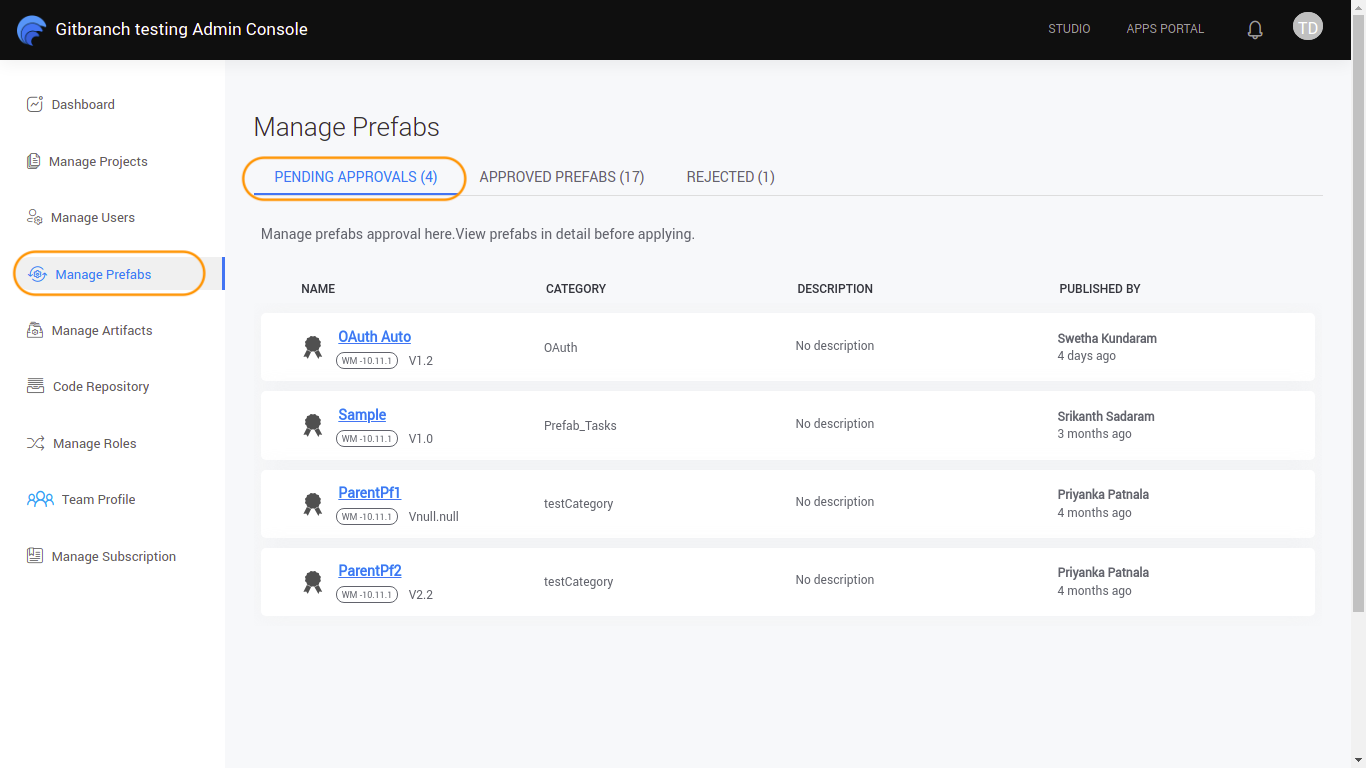 Gitbranch testing Admin Console
STUDIO
APPS PORTAL
TD
Dashboard
Manage Projects
Manage Users
Manage Prefabs
Manage Artifacts
Code Repository
Manage Roles
Team Profile
Manage Subscription
Manage Prefabs
PENDING APPROVALS (4)
APPROVED PREFABS (17)
REJECTED (1)
Manage prefabs approval here.View prefabs in detail before applying.
NAME
CATEGORY
DESCRIPTION
PUBLISHED BY
OAuth Auto
WM -10.11.1
V1.2
OAuth
No description
Swetha Kundaram
4 days ago
Sample
WM -10.11.1
V1.0
Prefab_Tasks
No description
Srikanth Sadaram
3 months ago
ParentPf1
WM -10.11.1
Vnull.null
testCategory
No description
Priyanka Patnala
4 months ago
ParentPf2
WM -10.11.1
V2.2
testCategory
No description
Priyanka Patnala
4 months ago